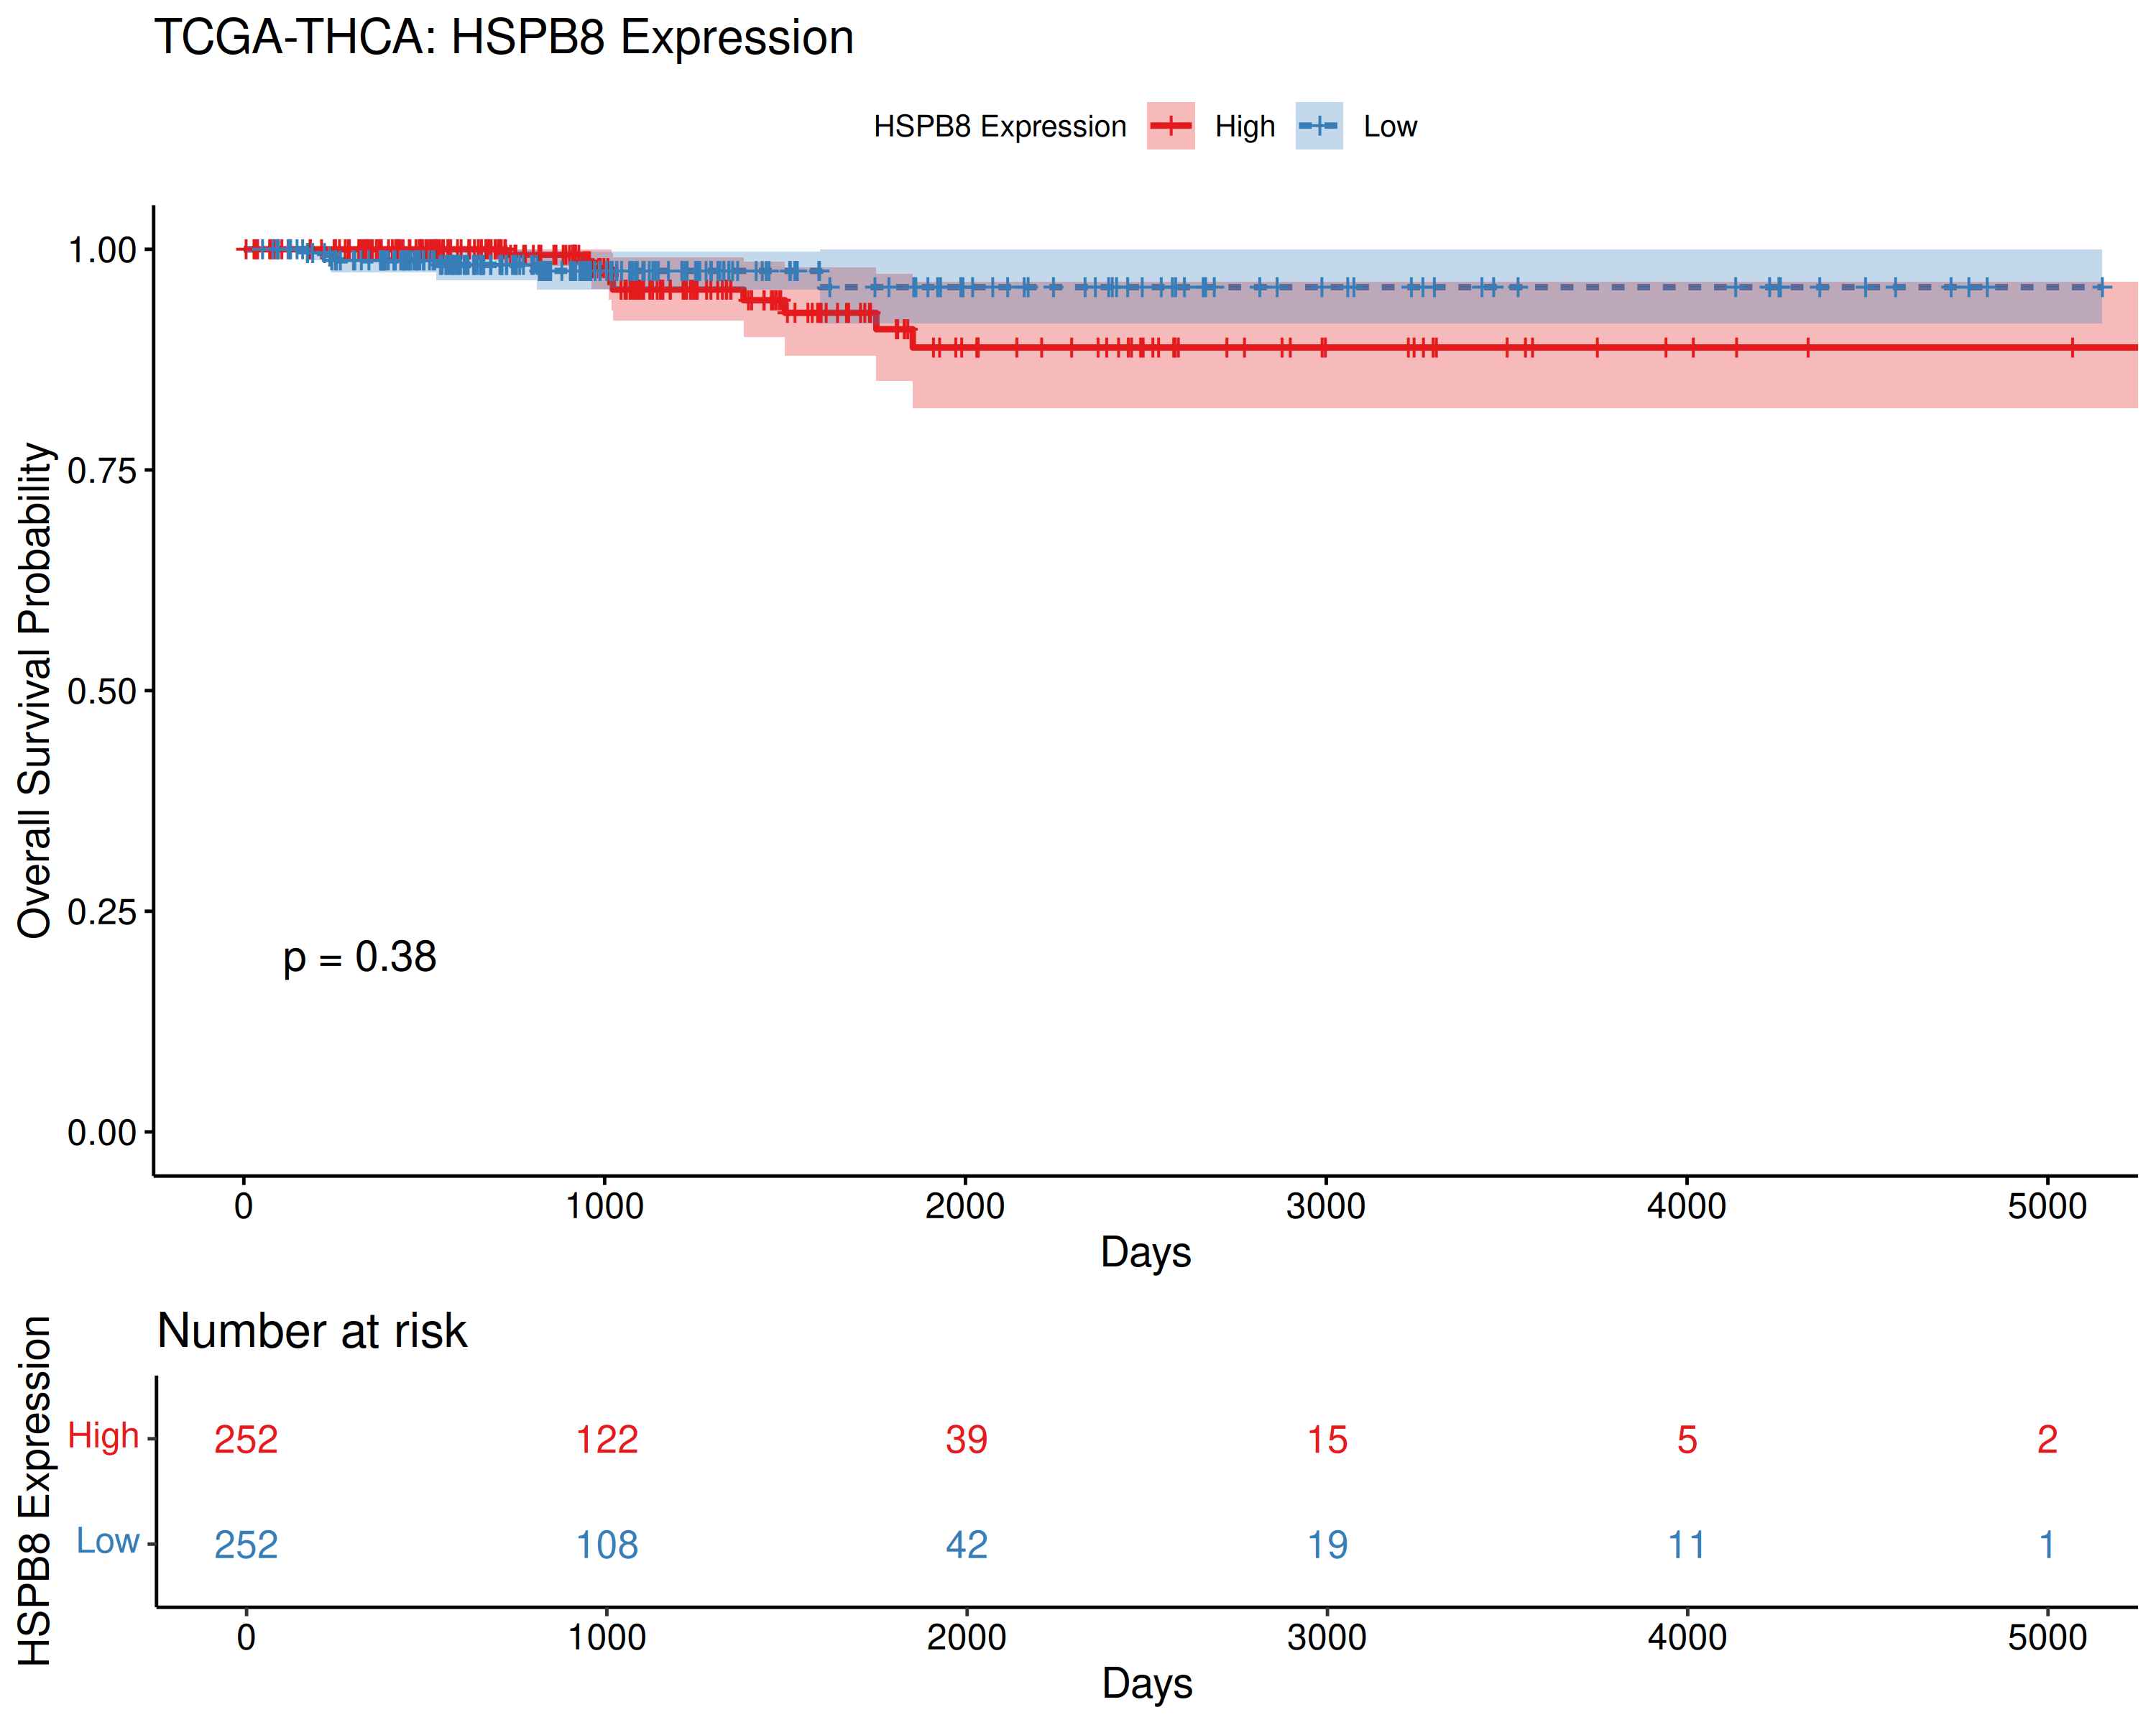 TCGA-THCA: HSPB8 Expression
HSPB8 Expression High Low
Overall Survival Probability
1.00
0.75
0.50
0.25
0.00
p = 0.38
0 1000 2000 3000 4000 5000
Days
Number at risk
HSPB8 Expression
High 252 122 39 15 5 2
Low 252 108 42 19 11 1
0 1000 2000 3000 4000 5000
Days